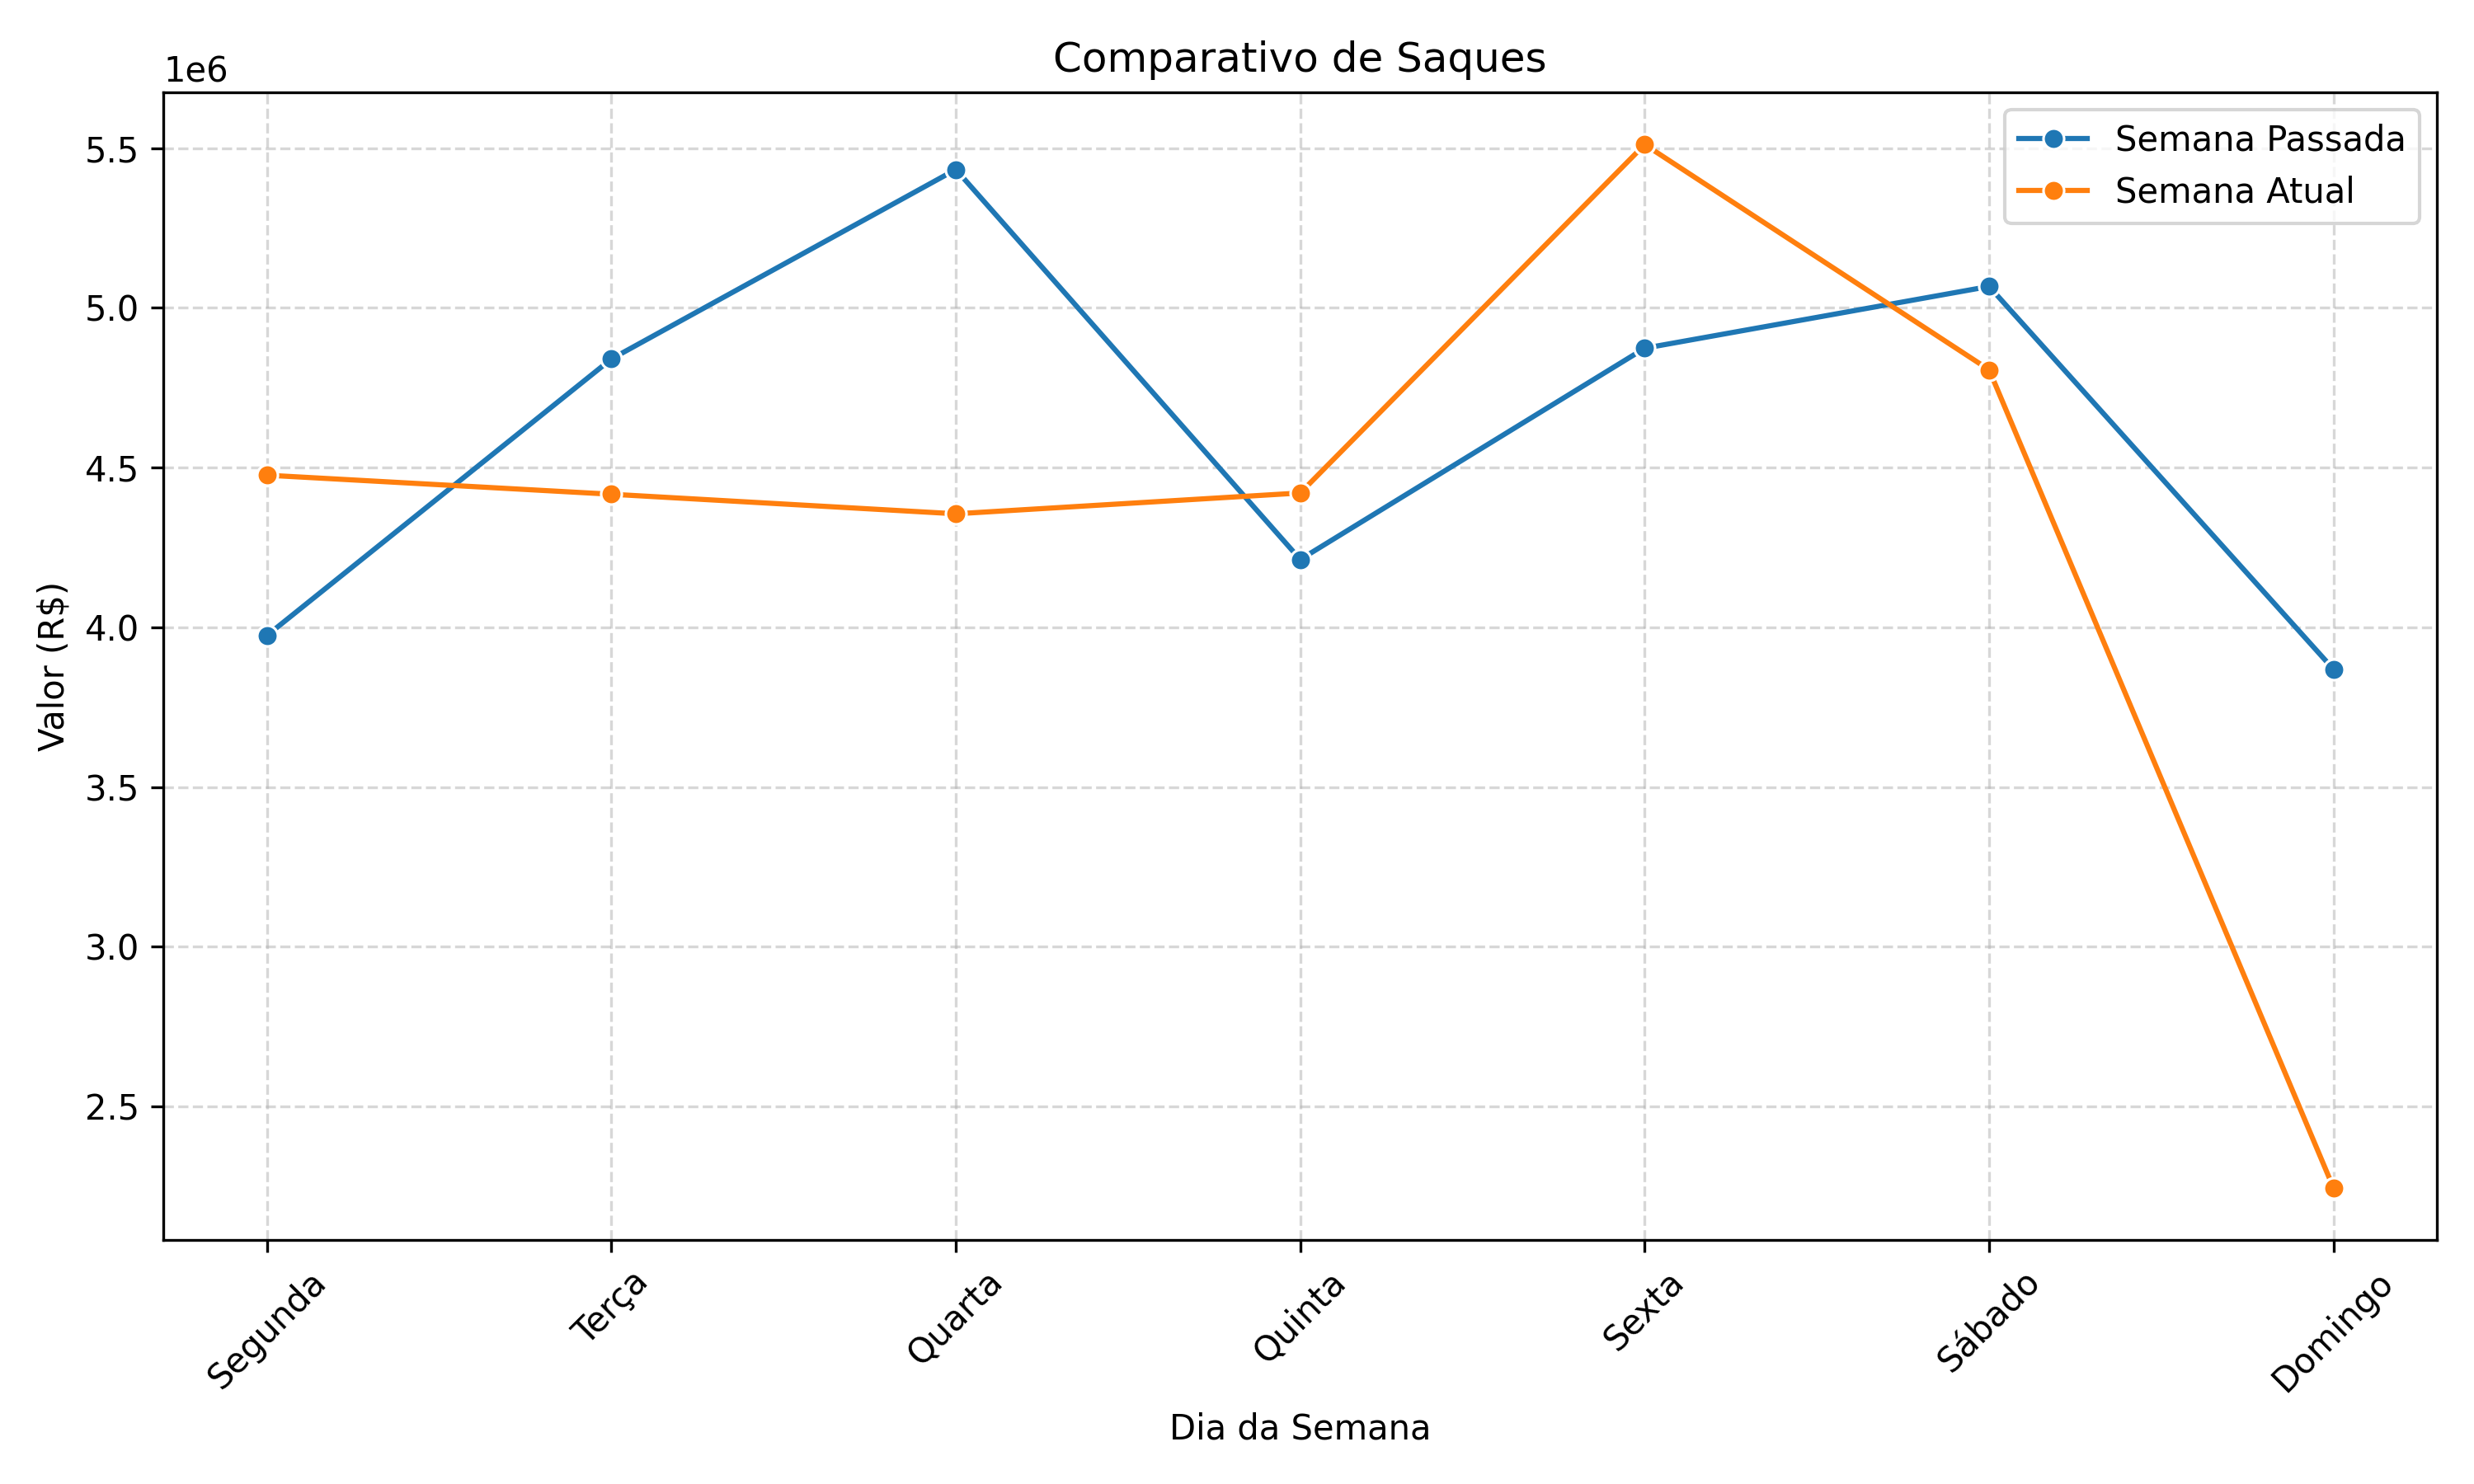 Comparativo de Saques
1e6
Semana Passada
Semana Atual
5.5
5.0
4.5
4.0
3.5
3.0
2.5
Valor (R$)
Segunda
Terça
Quarta
Quinta
Sexta
Sábado
Domingo
Dia da Semana